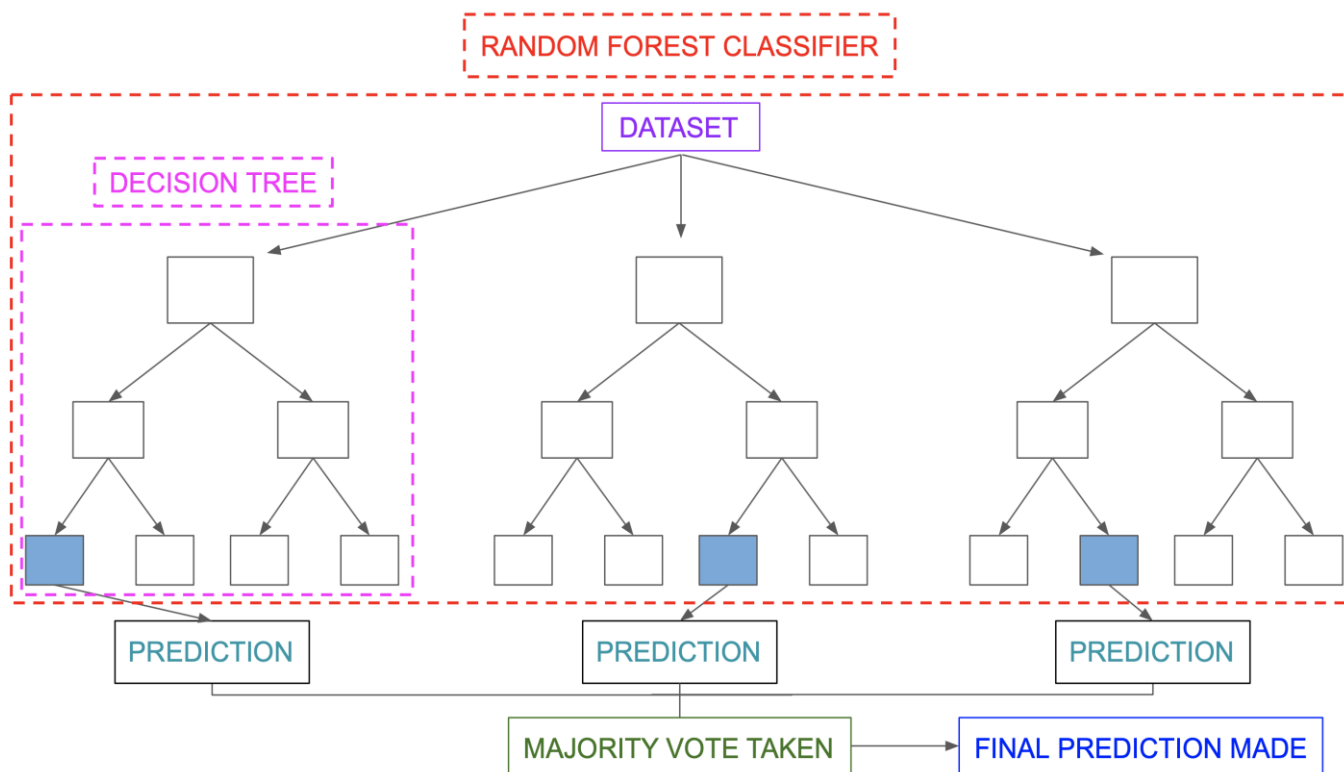 RANDOM FOREST CLASSIFIER
DATASET
DECISION TREE
PREDICTION
PREDICTION
PREDICTION
MAJORITY VOTE TAKEN
FINAL PREDICTION MADE